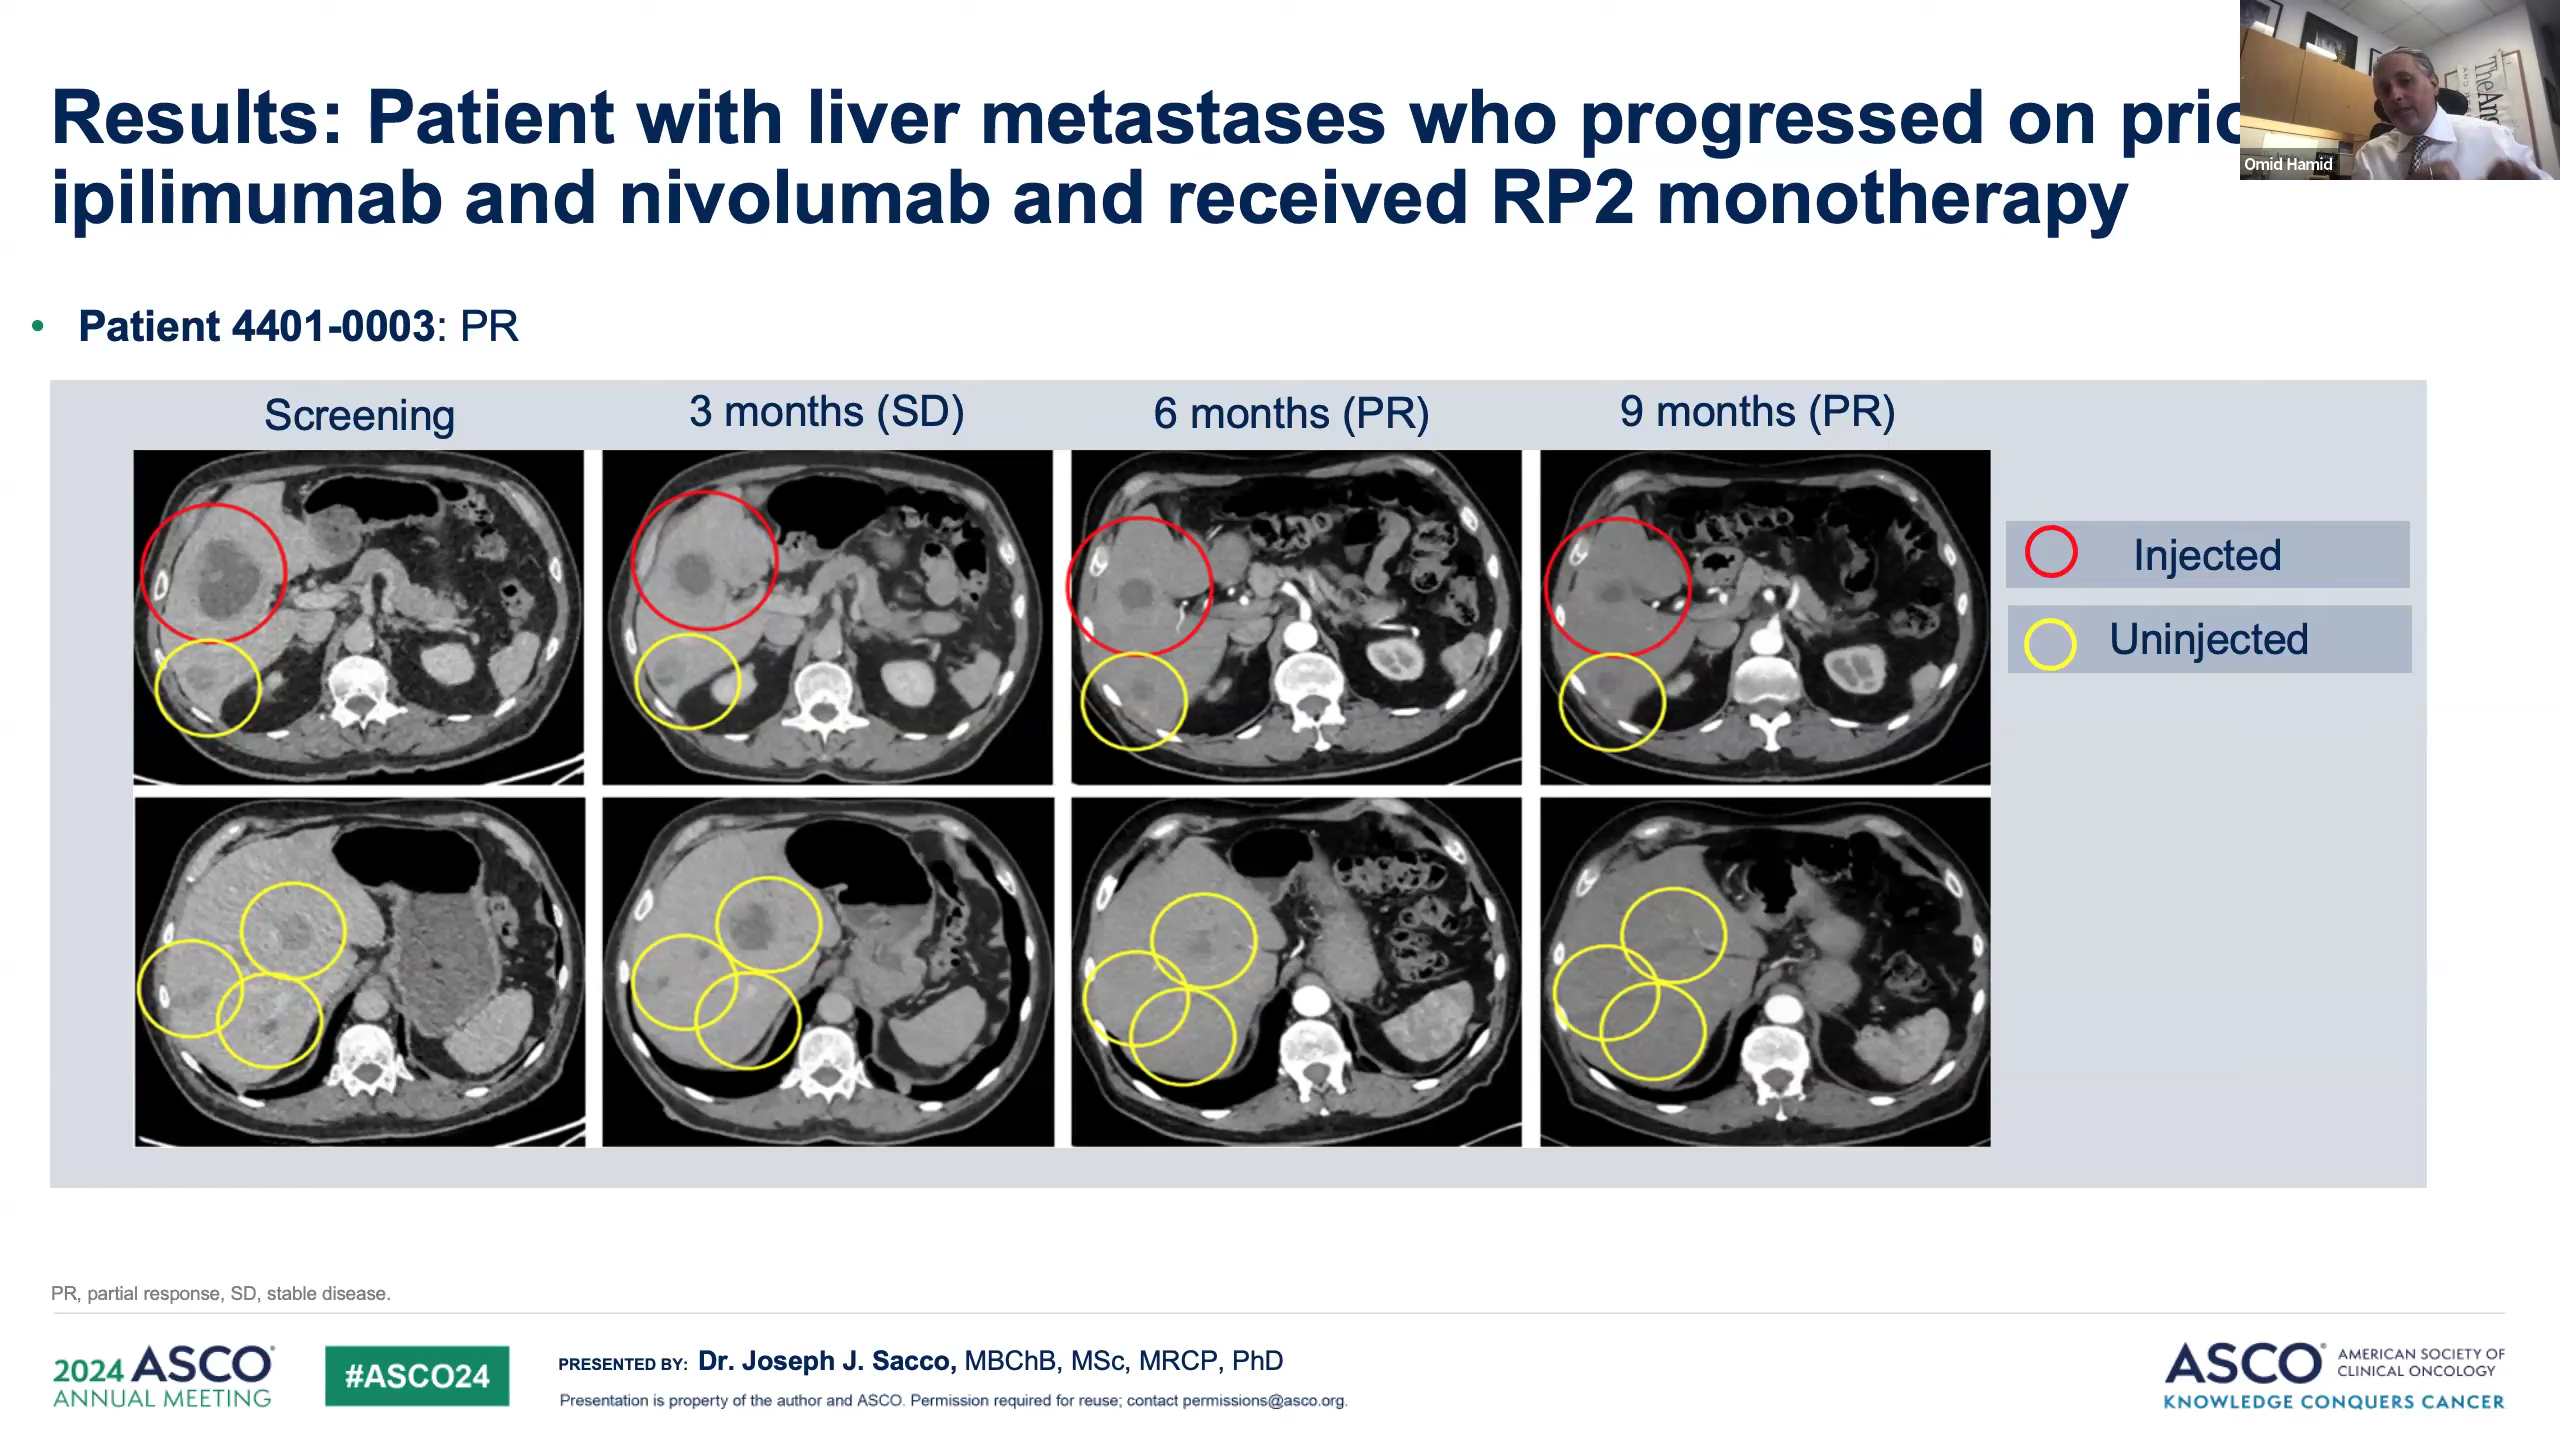 Results: Patient with liver metastases who progressed on
ipilimumab and nivolumab and received RP2 monotherapy
Omid Hamid
• Patient 4401-0003: PR
Screening
3 months (SD)
6 months (PR)
9 months (PR)
Injected
Uninjected
PR, partial response, SD, stable disease.
2024 ASCO
ANNUAL MEETING
#ASCO24
PRESENTED BY: Dr. Joseph J. Sacco, MBChB, MSc, MRCP, PhD
Presentation is property of the author and ASCO. Permission required for reuse; contact permissions@asco.org.
ASCO
AMERICAN SOCIETY OF
CLINICAL ONCOLOGY
KNOWLEDGE CONQUERS CANCER